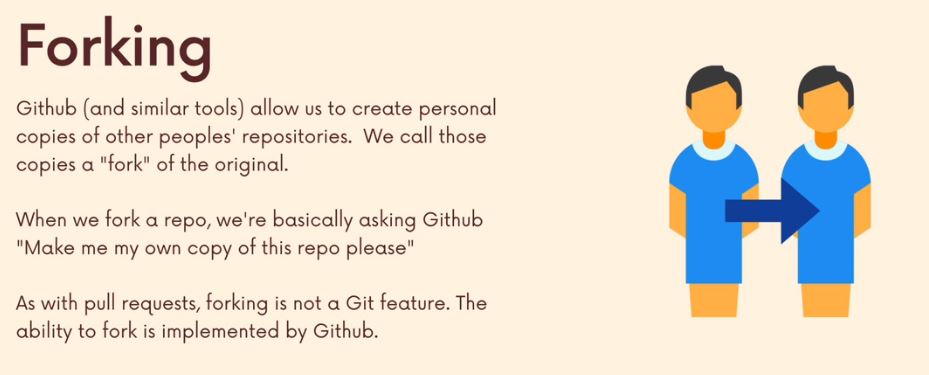 Forking
Github (and similar tools) allow us to create personal
copies of other peoples' repositories.  We call those
copies a "fork" of the original.
When we fork a repo, we're basically asking Github
"Make me my own copy of this repo please"
As with pull requests, forking is not a Git feature. The
ability to fork is implemented by Github.